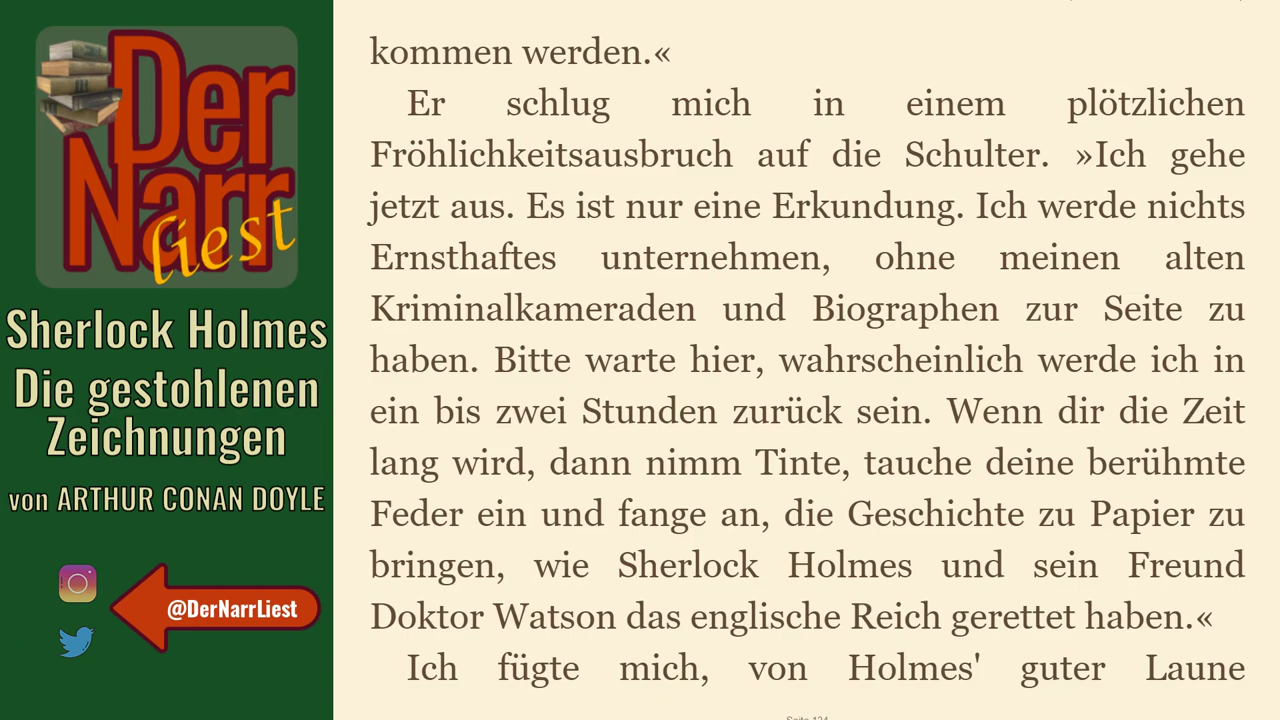 Der
Narr
liest
Sherlock Holmes
Die gestohlenen
Zeichnungen
von ARTHUR CONAN DOYLE
@DerNarrLiest
kommen werden.«
Er schlug mich in einem plötzlichen
Fröhlichkeitsausbruch auf die Schulter. »Ich gehe
jetzt aus. Es ist nur eine Erkundung. Ich werde nichts
Ernsthaftes unternehmen, ohne meinen alten
Kriminalkameraden und Biographen zur Seite zu
haben. Bitte warte hier, wahrscheinlich werde ich in
ein bis zwei Stunden zurück sein. Wenn dir die Zeit
lang wird, dann nimm Tinte, tauche deine berühmte
Feder ein und fange an, die Geschichte zu Papier zu
bringen, wie Sherlock Holmes und sein Freund
Doktor Watson das englische Reich gerettet haben.«
Ich fügte mich, von Holmes' guter Laune